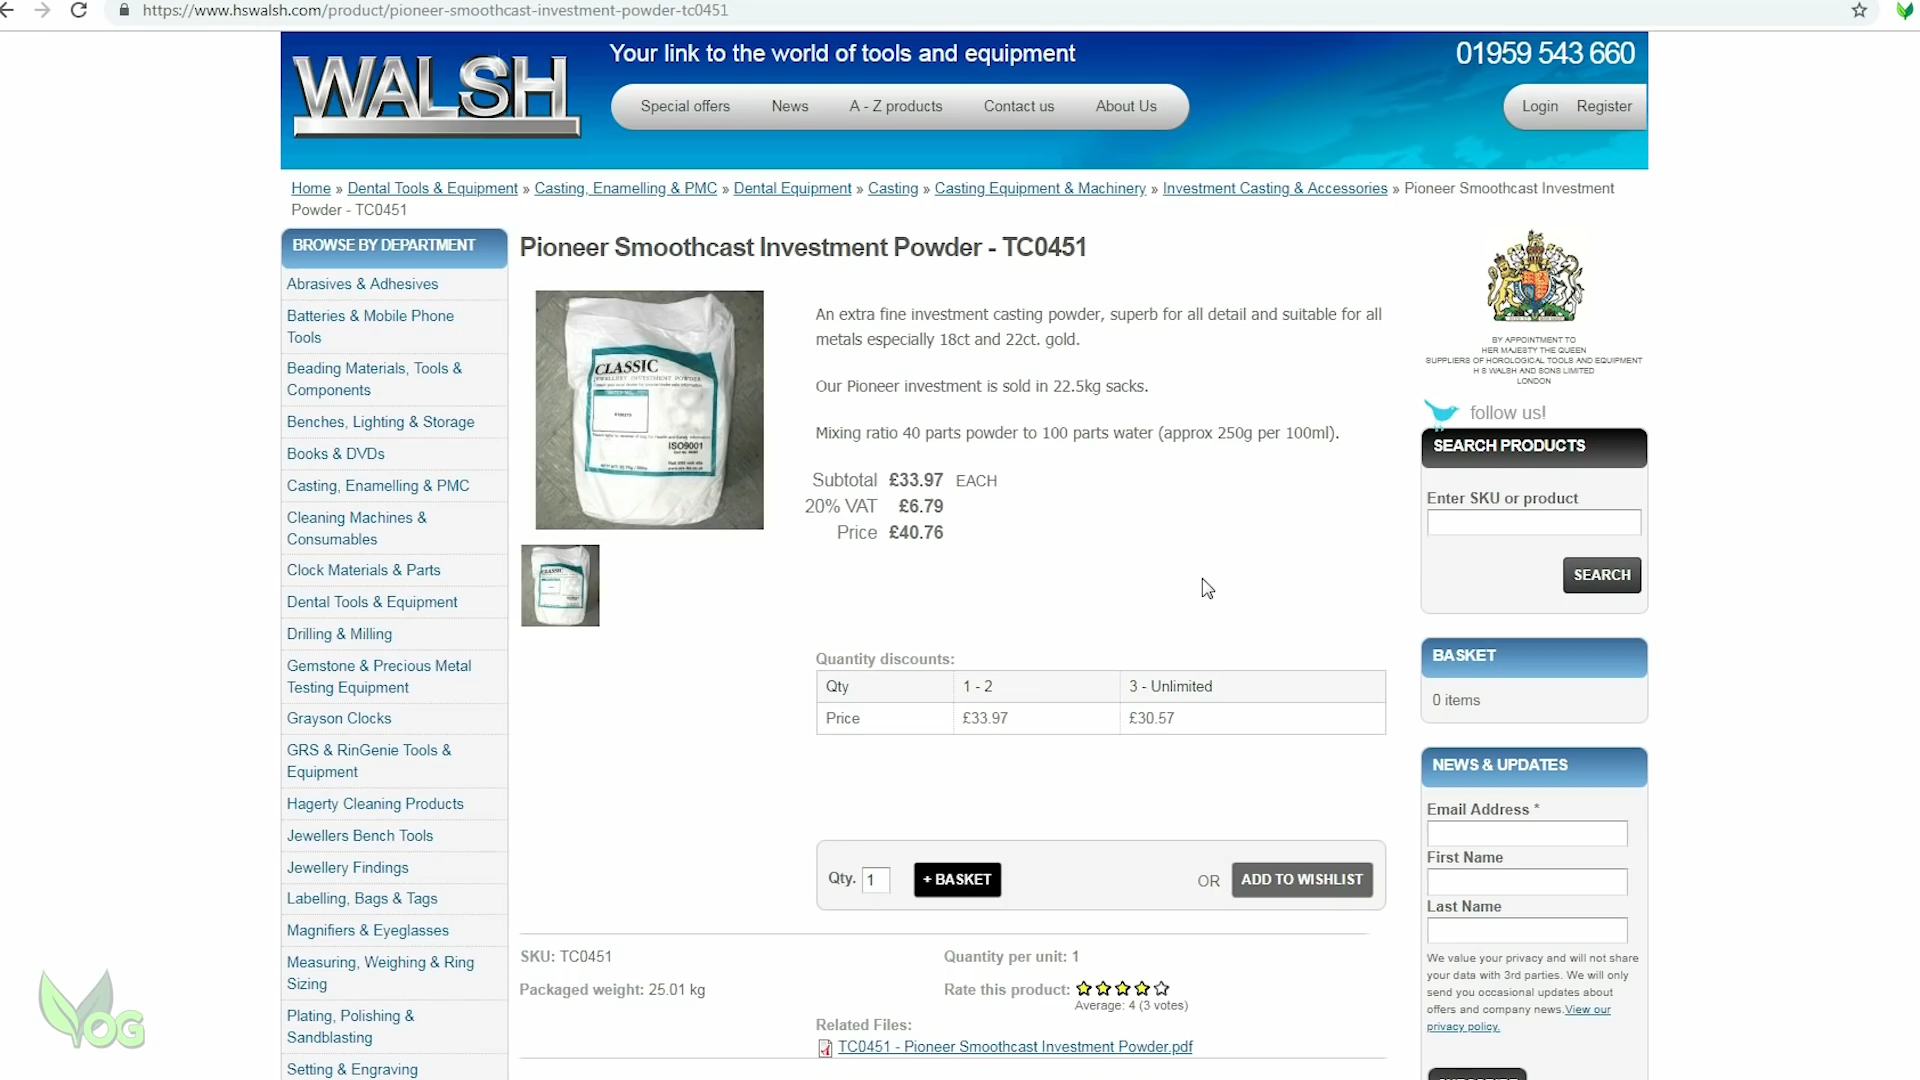 https://www.hswalsh.com/product/pioneer-smoothcast-investment-powder-tc0451
WALSH
Your link to the world of tools and equipment
01959 543 660
Special offers News A - Z products Contact us About Us
Login Register
Home » Dental Tools & Equipment » Casting, Enamelling & PMC » Dental Equipment » Casting » Casting Equipment & Machinery » Investment Casting & Accessories » Pioneer Smoothcast Investment
Powder - TC0451
BROWSE BY DEPARTMENT
Abrasives & Adhesives
Batteries & Mobile Phone
Tools
Beading Materials, Tools &
Components
Benches, Lighting & Storage
Books & DVDs
Casting, Enamelling & PMC
Cleaning Machines &
Consumables
Clock Materials & Parts
Dental Tools & Equipment
Drilling & Milling
Gemstone & Precious Metal
Testing Equipment
Grayson Clocks
GRS & RinGenie Tools &
Equipment
Hagerty Cleaning Products
Jewellers Bench Tools
Jewellery Findings
Labelling, Bags & Tags
Magnifiers & Eyeglasses
Measuring, Weighing & Ring
Sizing
Plating, Polishing &
Sandblasting
Setting & Engraving
Pioneer Smoothcast Investment Powder - TC0451
CLASSIC
JEWELLERY INVESTMENT POWDER
ISO9001
An extra fine investment casting powder, superb for all detail and suitable for all
metals especially 18ct and 22ct. gold.
Our Pioneer investment is sold in 22.5kg sacks.
Mixing ratio 40 parts powder to 100 parts water (approx 250g per 100ml).
Subtotal £33.97 EACH
20% VAT £6.79
Price £40.76
CLASSIC
Quantity discounts:
Qty 1 - 2 3 - Unlimited
Price £33.97 £30.57
Qty. 1 + BASKET OR ADD TO WISHLIST
SKU: TC0451
Quantity per unit: 1
Packaged weight: 25.01 kg
Rate this product:
Average: 4 (3 votes)
Related Files:
TC0451 - Pioneer Smoothcast Investment Powder.pdf
BY APPOINTMENT TO
HER MAJESTY THE QUEEN
SUPPLIERS OF HOROLOGICAL TOOLS AND EQUIPMENT
H S WALSH AND SONS LIMITED
LONDON
follow us!
SEARCH PRODUCTS
Enter SKU or product
SEARCH
BASKET
0 items
NEWS & UPDATES
Email Address *
First Name
Last Name
We value your privacy and will not share
your data with 3rd parties. We will only
send you occasional updates about
offers and company news.View our
privacy policy.
VOG